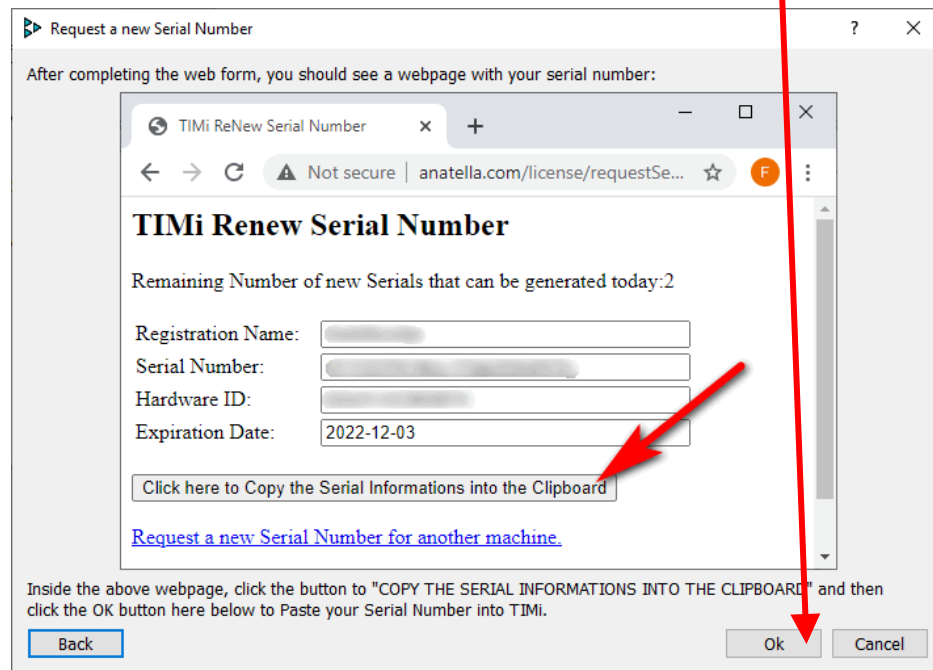 Request a new Serial Number
?
After completing the web form, you should see a webpage with your serial number:
TIMi ReNew Serial Number
Not secure | anatella.com/license/requestSe...
F
TIMi Renew Serial Number
Remaining Number of new Serials that can be generated today:2
Registration Name:
Serial Number:
Hardware ID:
Expiration Date: 2022-12-03
Click here to Copy the Serial Informations into the Clipboard
Request a new Serial Number for another machine.
Inside the above webpage, click the button to "COPY THE SERIAL INFORMATIONS INTO THE CLIPBOARD" and then
click the OK button here below to Paste your Serial Number into TIMi.
Back Ok Cancel